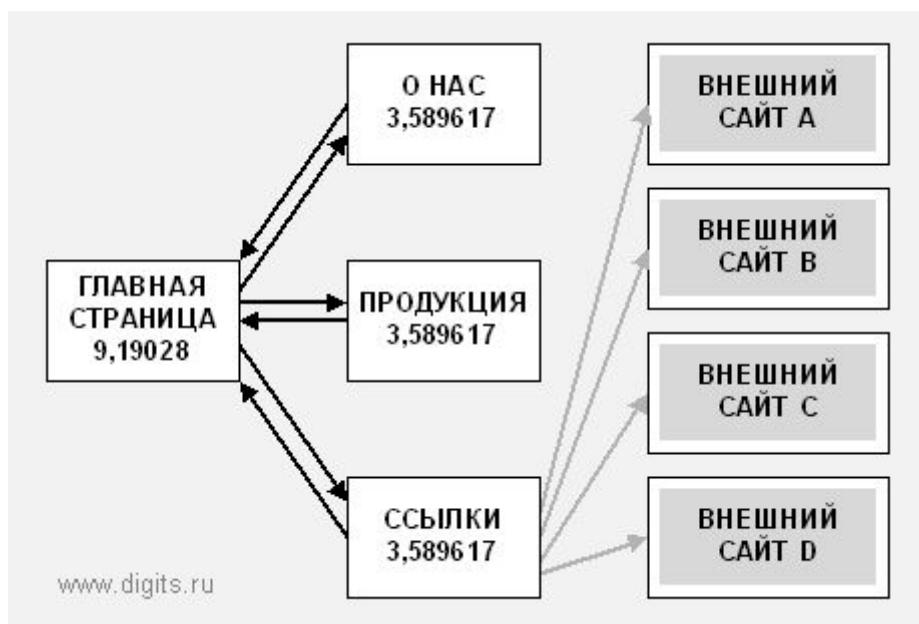 О НАС
3,589617
ВНЕШНИЙ
САЙТ A
ВНЕШНИЙ
САЙТ B
ГЛАВНАЯ
СТРАНИЦА
9,19028
ПРОДУКЦИЯ
3,589617
ВНЕШНИЙ
САЙТ C
ССЫЛКИ
3,589617
ВНЕШНИЙ
САЙТ D
www.digits.ru